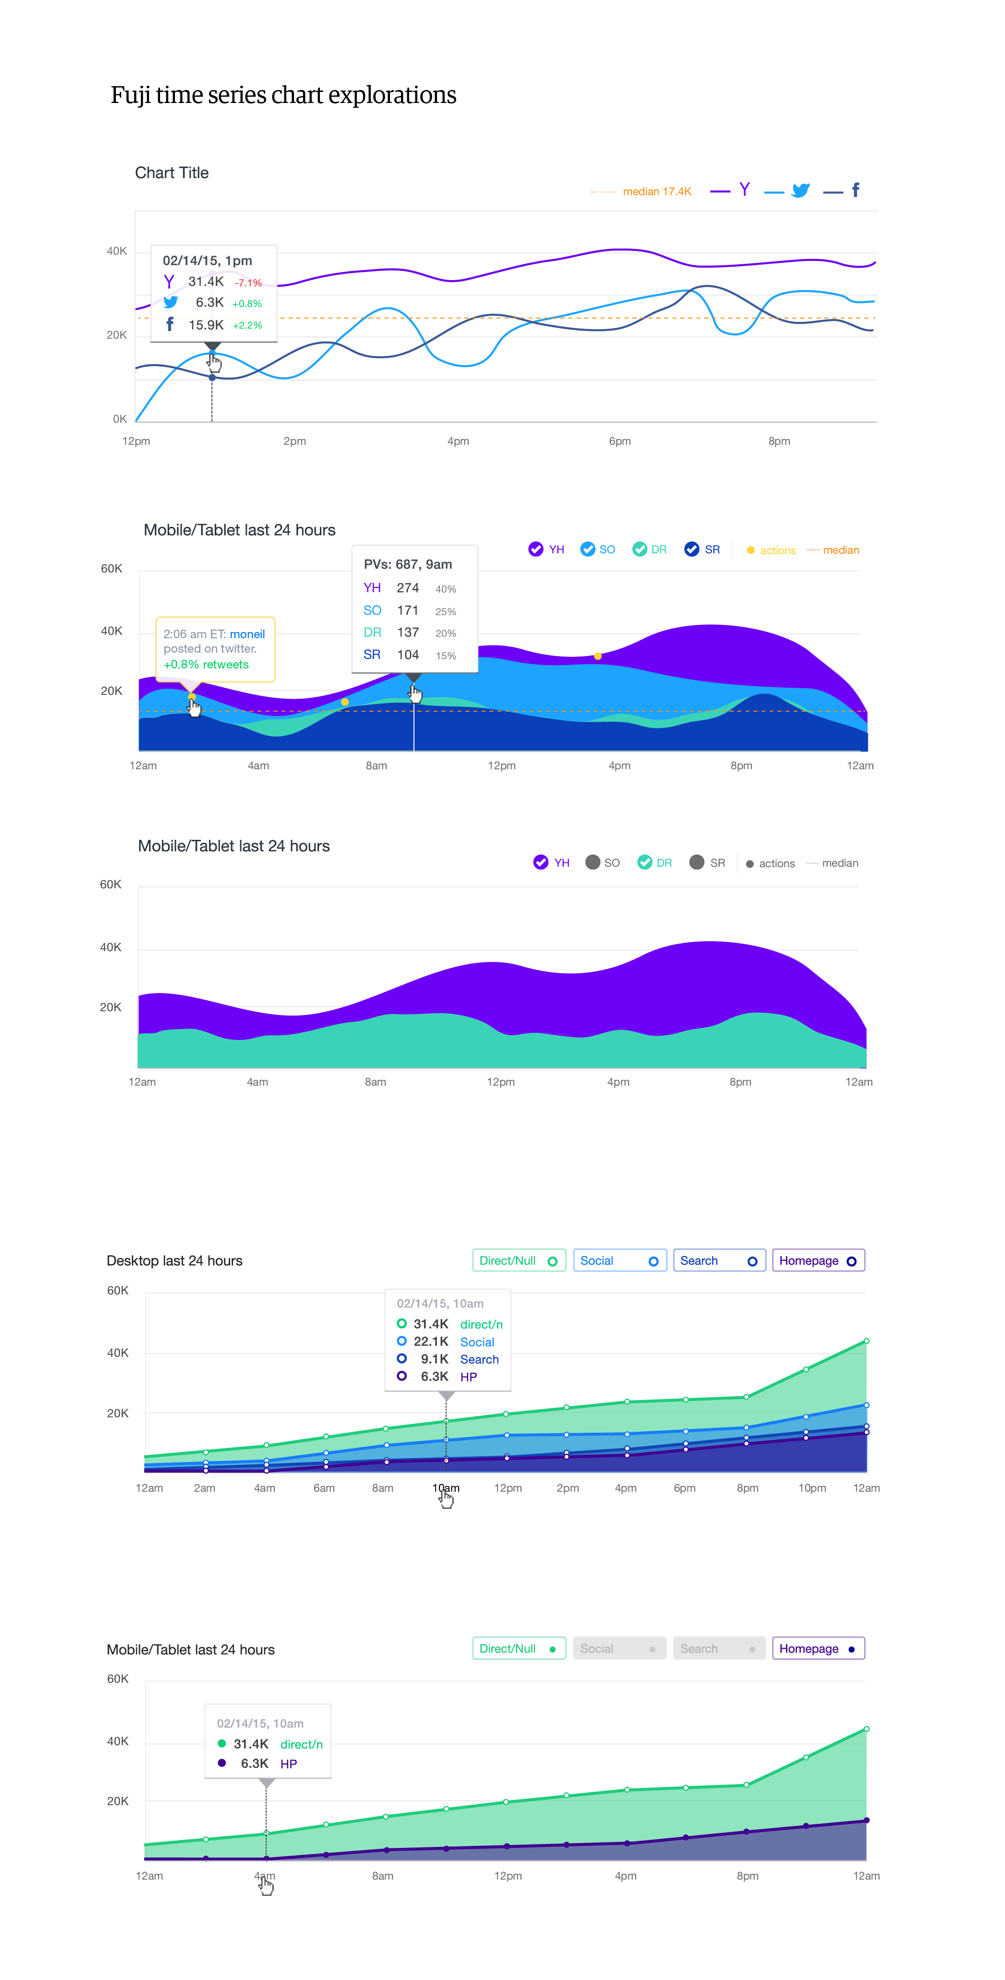 Fuji time series chart explorations
Chart Title
median 17.4K Y f
40K
20K
0K
02/14/15, 1pm
Y 31.4K -7.1%
6.3K +0.8%
f 15.9K +2.2%
12pm 2pm 4pm 6pm 8pm
Mobile/Tablet last 24 hours
YH SO DR SR actions median
60K
40K
20K
2:06 am ET: moneil
posted on twitter.
+0.8% retweets
PVs: 687, 9am
YH 274 40%
SO 171 25%
DR 137 20%
SR 104 15%
12am 4am 8am 12pm 4pm 8pm 12am
Mobile/Tablet last 24 hours
YH SO DR SR actions median
60K
40K
20K
12am 4am 8am 12pm 4pm 8pm 12am
Desktop last 24 hours
Direct/Null Social Search Homepage
60K
40K
20K
02/14/15, 10am
31.4K direct/n
22.1K Social
9.1K Search
6.3K HP
12am 2am 4am 6am 8am 10am 12pm 2pm 4pm 6pm 8pm 10pm 12am
Mobile/Tablet last 24 hours
Direct/Null Social Search Homepage
60K
40K
20K
02/14/15, 10am
31.4K direct/n
6.3K HP
12am 4am 8am 12pm 4pm 8pm 12am